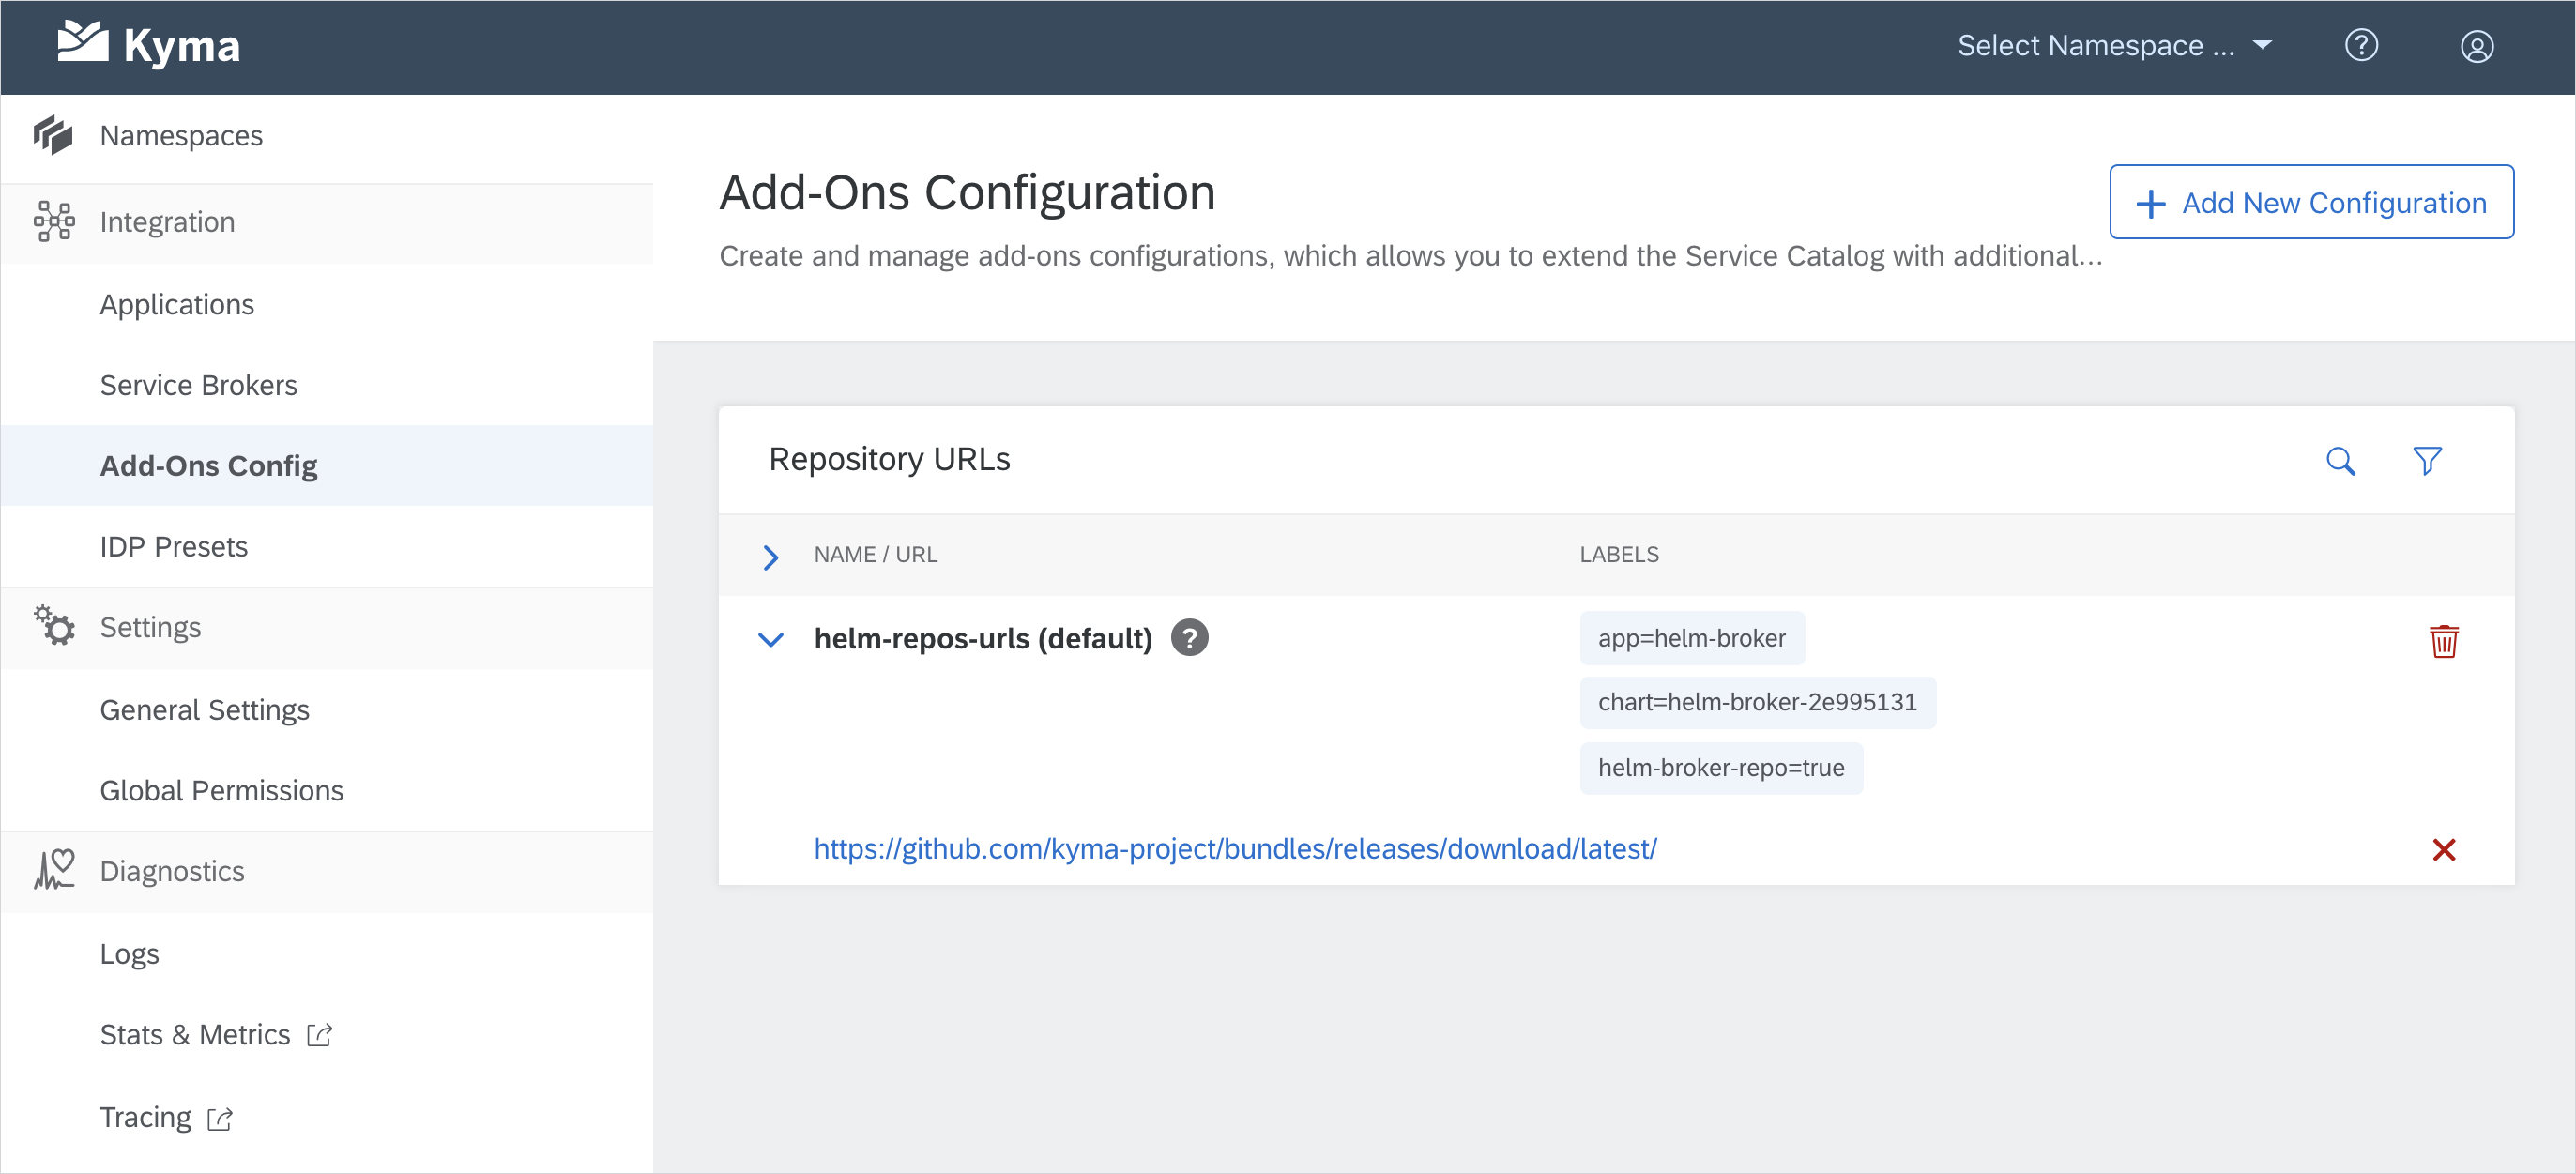 Kyma
Select Namespace ...
Namespaces
Integration
Applications
Service Brokers
Add-Ons Config
IDP Presets
Settings
General Settings
Global Permissions
Diagnostics
Logs
Stats & Metrics
Tracing
Add-Ons Configuration
Add New Configuration
Create and manage add-ons configurations, which allows you to extend the Service Catalog with additional...
Repository URLs
NAME / URL LABELS
helm-repos-urls (default) ? app=helm-broker
chart=helm-broker-2e995131
helm-broker-repo=true
https://github.com/kyma-project/bundles/releases/download/latest/